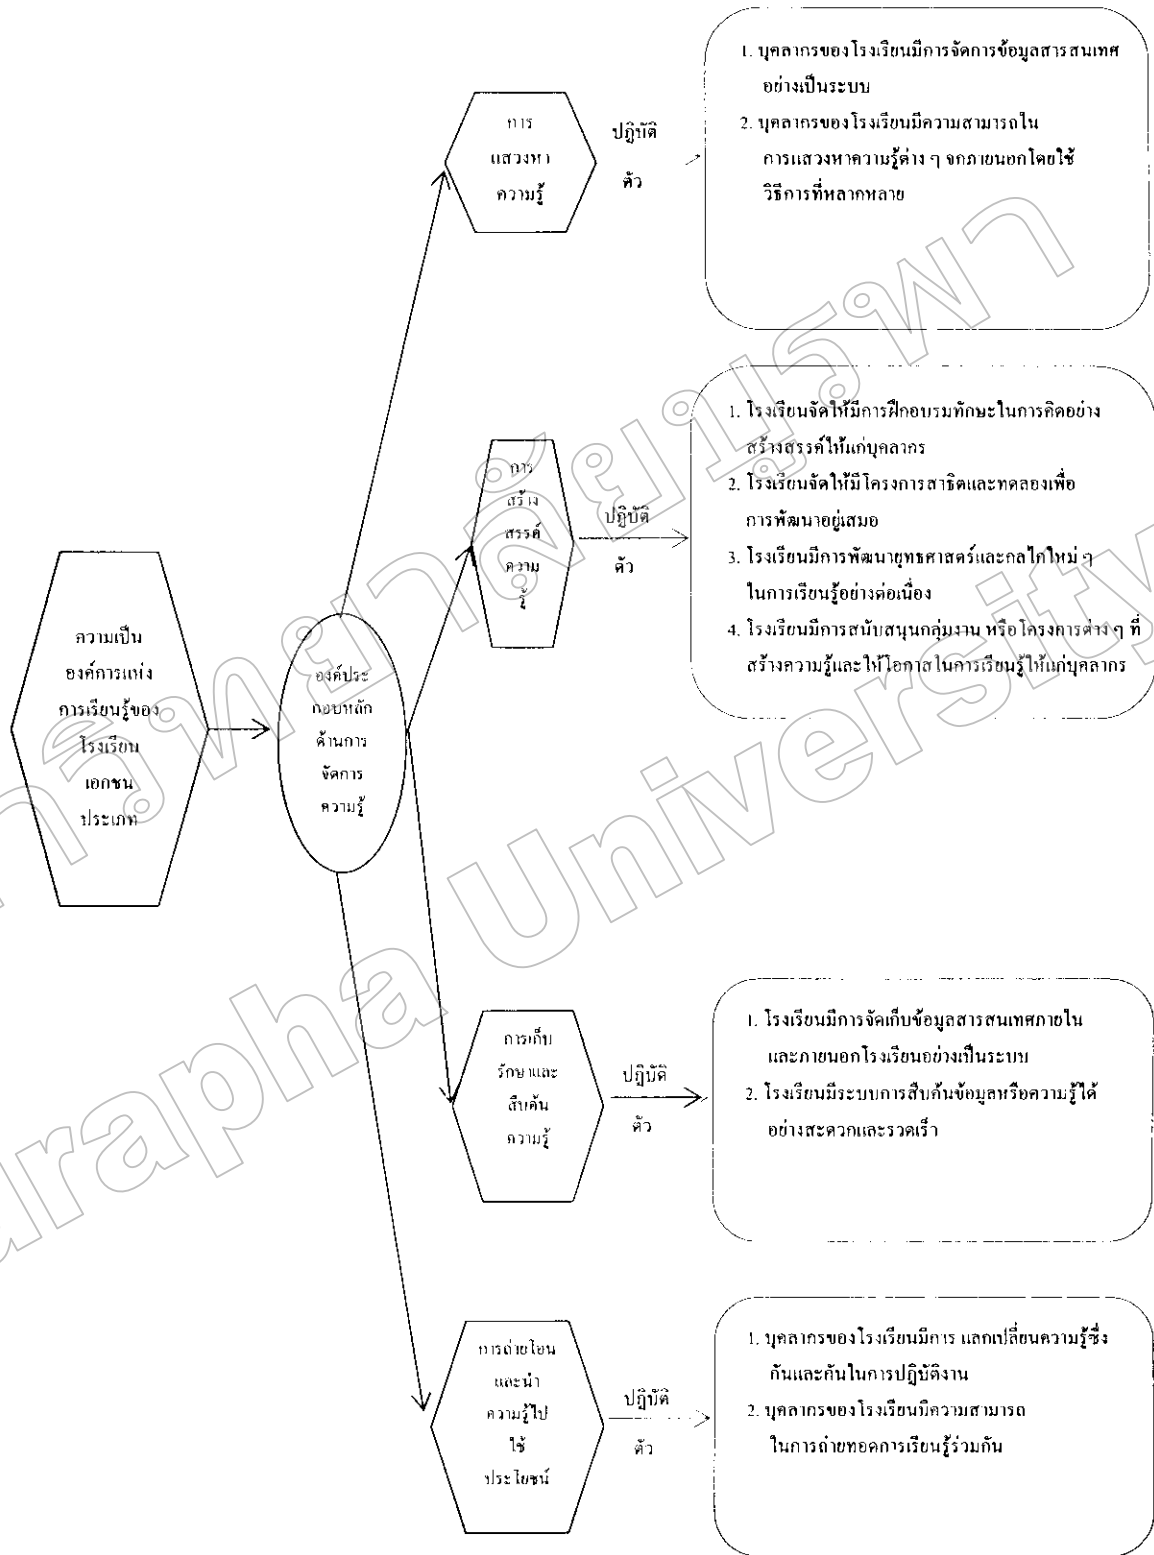 ความเป็น
องค์การแห่ง
การเรียนรู้ของ
โรงเรียน
เอกชน
ประเภท
องค์ประ
กอบหลัก
ด้านการ
จัดการ
ความรู้
การ
แสวงหา
ความรู้
ปฏิบัติ
ตัว
1. บุคลากรของโรงเรียนมีการจัดการข้อมูลสารสนเทศ
อย่างเป็นระบบ
2. บุคลากรของโรงเรียนมีความสามารถใน
การแสวงหาความรู้ต่าง ๆ จกภายนอกโดยใช้
วิธีการที่หลากหลาย
การ
สร้าง
สรรค์
ความ
รู้
ปฏิบัติ
ตัว
1. โรงเรียนจัดให้มีการฝึกอบรมทักษะในการคิดอย่าง
สร้างสรรค์ให้แก่บุคลากร
2. โรงเรียนจัดให้มีโครงการสาธิตและทดลองเพื่อ
การพัฒนาอยู่เสมอ
3. โรงเรียนมีการพัฒนายุทธศาสตร์และกลไกใหม่ ๆ
ในการเรียนรู้อย่างต่อเนื่อง
4. โรงเรียนมีการสนับสนุนกลุ่มงาน หรือโครงการต่าง ๆ ที่
สร้างความรู้และให้โอกาสในการเรียนรู้ให้แก่บุคลากร
การเก็บ
รักษาและ
สืบค้น
ความรู้
ปฏิบัติ
ตัว
1. โรงเรียนมีการจัดเก็บข้อมูลสารสนเทศภายใน
และภายนอกโรงเรียนอย่างเป็นระบบ
2. โรงเรียนมีระบบการสืบค้นข้อมูลหรือความรู้ได้
อย่างสะดวกและรวดเร็ว
การถ่ายโอน
และนำ
ความรู้ไป
ใช้
ประโยชน์
ปฏิบัติ
ตัว
1. บุคลากรของโรงเรียนมีการ แลกเปลี่ยนความรู้ซึ่ง
กันและกันในการปฏิบัติงาน
2. บุคลากรของโรงเรียนมีความสามารถ
ในการถ่ายทอดการเรียนรู้ร่วมกัน
วิทยาลัยบูรพา
urapha University